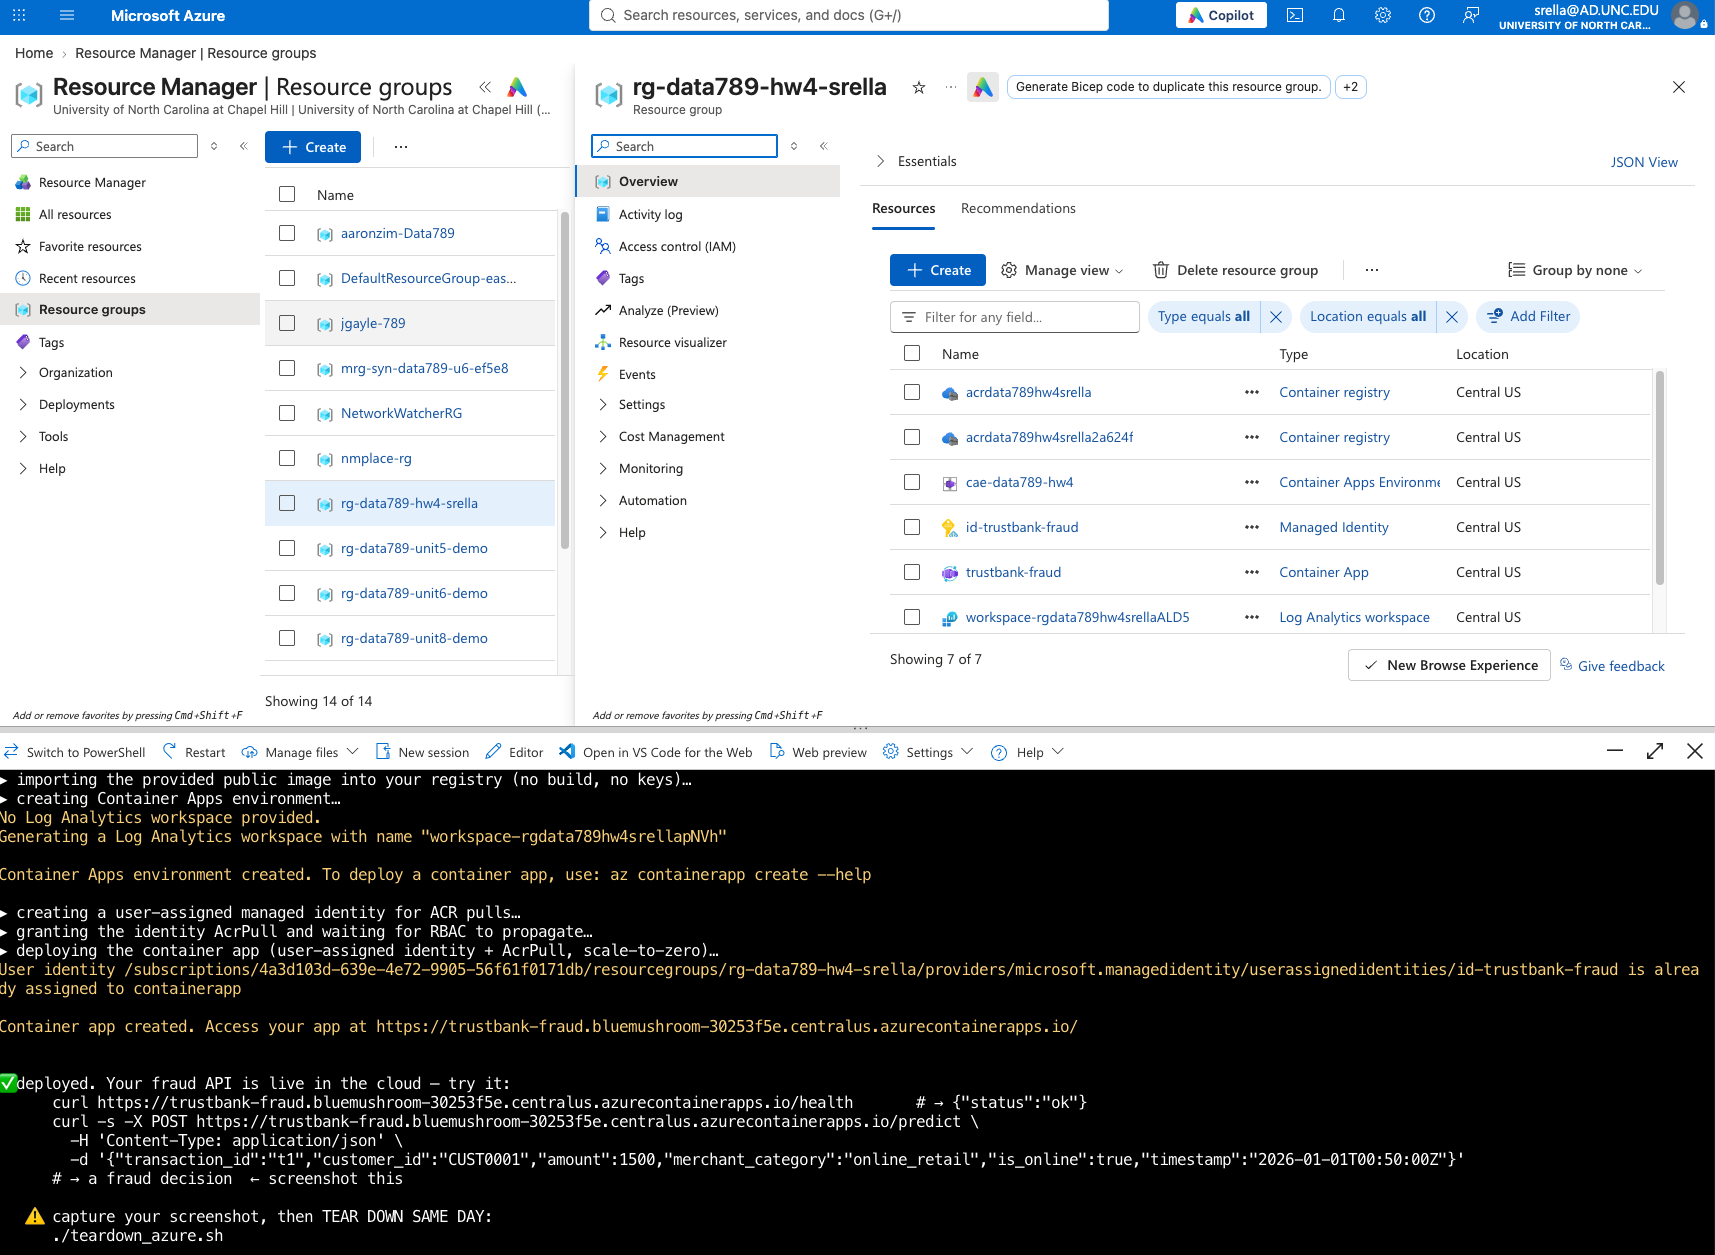 Microsoft Azure
Search resources, services, and docs (G+/)
Copilot
srella@AD.UNC.EDU
UNIVERSITY OF NORTH CAR...
Home > Resource Manager | Resource groups
Resource Manager | Resource groups
University of North Carolina at Chapel Hill | University of North Carolina at Chapel Hill (...
Search
Resource Manager
All resources
Favorite resources
Recent resources
Resource groups
Tags
Organization
Deployments
Tools
Help
Add or remove favorites by pressing Cmd+Shift+F
Create
Name
aaronzim-Data789
DefaultResourceGroup-eas...
jgayle-789
mrg-syn-data789-u6-ef5e8
NetworkWatcherRG
nmplace-rg
rg-data789-hw4-srella
rg-data789-unit5-demo
rg-data789-unit6-demo
rg-data789-unit8-demo
Showing 14 of 14
rg-data789-hw4-srella
Resource group
Generate Bicep code to duplicate this resource group.
+2
Search
Overview
Activity log
Access control (IAM)
Tags
Analyze (Preview)
Resource visualizer
Events
Settings
Cost Management
Monitoring
Automation
Help
Add or remove favorites by pressing Cmd+Shift+F
Essentials
JSON View
Resources Recommendations
Create Manage view Delete resource group ... Group by none
Filter for any field...
Type equals all
Location equals all
Add Filter
Name Type Location
acrdata789hw4srella ... Container registry Central US
acrdata789hw4srella2a624f ... Container registry Central US
cae-data789-hw4 ... Container Apps Environme Central US
id-trustbank-fraud ... Managed Identity Central US
trustbank-fraud ... Container App Central US
workspace-rgdata789hw4srellaALD5 ... Log Analytics workspace Central US
Showing 7 of 7
New Browse Experience
Give feedback
Switch to PowerShell Restart Manage files New session Editor Open in VS Code for the Web Web preview Settings Help
▸ importing the provided public image into your registry (no build, no keys)…
▸ creating Container Apps environment…
No Log Analytics workspace provided.
Generating a Log Analytics workspace with name "workspace-rgdata789hw4srellapNVh"
Container Apps environment created. To deploy a container app, use: az containerapp create --help
▸ creating a user-assigned managed identity for ACR pulls…
▸ granting the identity AcrPull and waiting for RBAC to propagate…
▸ deploying the container app (user-assigned identity + AcrPull, scale-to-zero)…
User identity /subscriptions/4a3d103d-639e-4e72-9905-56f61f0171db/resourcegroups/rg-data789-hw4-srella/providers/microsoft.managedidentity/userassignedidentities/id-trustbank-fraud is alrea
dy assigned to containerapp
Container app created. Access your app at https://trustbank-fraud.bluemushroom-30253f5e.centralus.azurecontainerapps.io/
✅deployed. Your fraud API is live in the cloud — try it:
curl https://trustbank-fraud.bluemushroom-30253f5e.centralus.azurecontainerapps.io/health # → {"status":"ok"}
curl -s -X POST https://trustbank-fraud.bluemushroom-30253f5e.centralus.azurecontainerapps.io/predict \
-H 'Content-Type: application/json' \
-d '{"transaction_id":"t1","customer_id":"CUST0001","amount":1500,"merchant_category":"online_retail","is_online":true,"timestamp":"2026-01-01T00:50:00Z"}'
# → a fraud decision ← screenshot this
⚠️ capture your screenshot, then TEAR DOWN SAME DAY:
./teardown_azure.sh